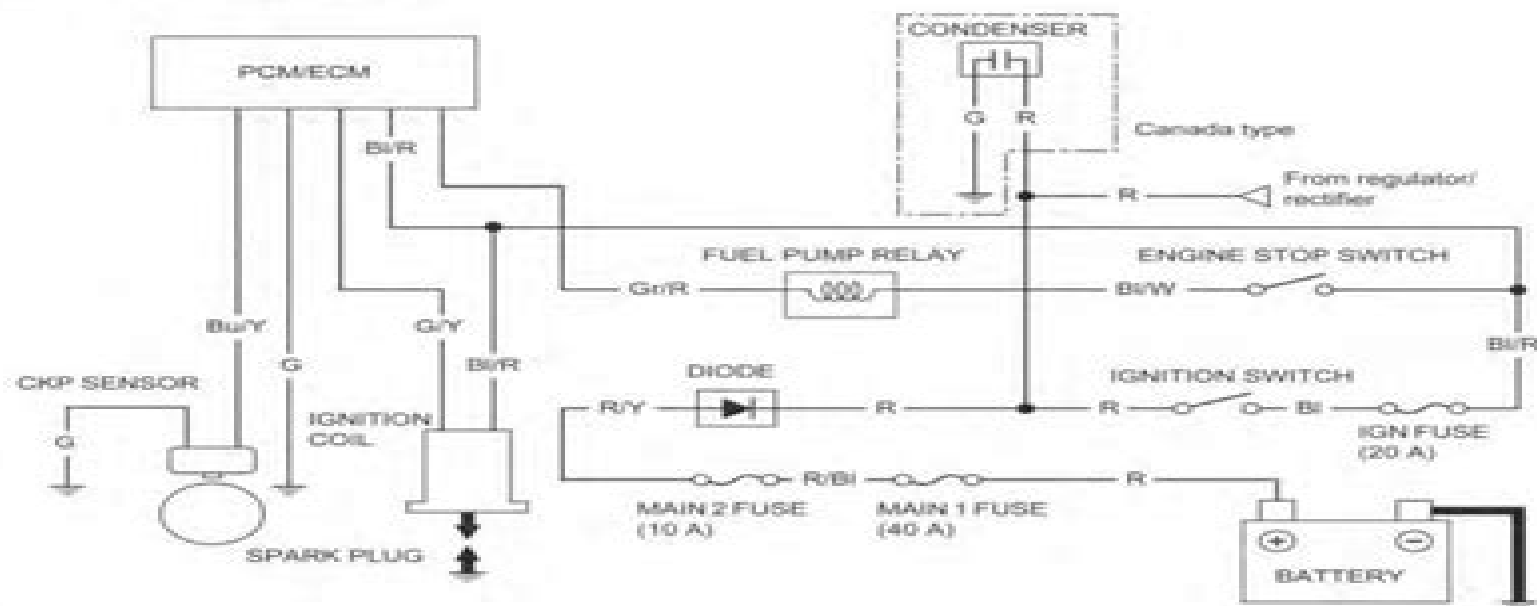 CONDENSER
PCM/ECM
G R
Canada type
Bl/R
R
From regulator/
rectifier
FUEL PUMP RELAY
ENGINE STOP SWITCH
Gr/R
Bl/W
Bu/Y
G/Y
G
Bl/R
Bl/R
CKP SENSOR
DIODE
IGNITION SWITCH
R/Y
R
R
Bl
G
IGNITION
COIL
IGN FUSE
(20 A)
R/Bl
R
MAIN 2 FUSE
(10 A)
MAIN 1 FUSE
(40 A)
SPARK PLUG
+
−
BATTERY